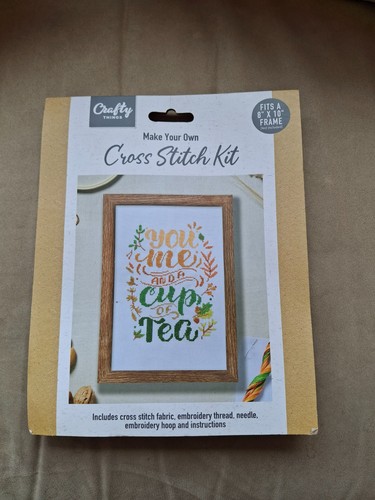 Crafty
THINGS
FITS A
8" X 10"
FRAME
Make Your Own
Cross Stitch Kit
you
me
AND A
cup
OF
Tea
Includes cross stitch fabric, embroidery thread, needle,
embroidery hoop and instructions